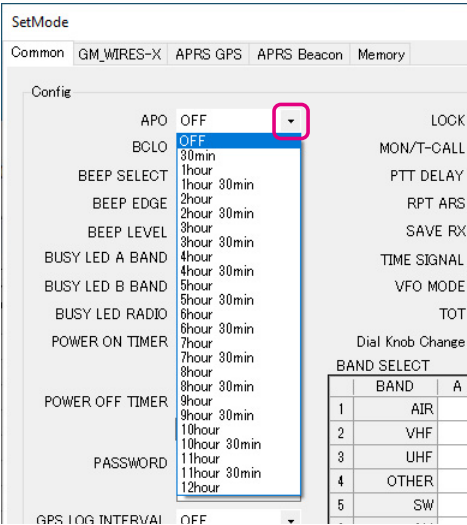 SetMode
Common GM_WIRES-X APRS GPS APRS Beacon Memory
Config
APO OFF
LOCK
BCLO
MON/T-CALL
BEEP SELECT
PTT DELAY
BEEP EDGE
RPT ARS
BEEP LEVEL
SAVE RX
BUSY LED A BAND
TIME SIGNAL
BUSY LED B BAND
VFO MODE
BUSY LED RADIO
TOT
POWER ON TIMER
Dial Knob Change
POWER OFF TIMER
PASSWORD
GPS LOG INTERVAL OFF
OFF
30min
1hour
1hour 30min
2hour
2hour 30min
3hour
3hour 30min
4hour
4hour 30min
5hour
5hour 30min
6hour
6hour 30min
7hour
7hour 30min
8hour
8hour 30min
9hour
9hour 30min
10hour
10hour 30min
11hour
11hour 30min
12hour
BAND SELECT
BAND A
1 AIR
2 VHF
3 UHF
4 OTHER
5 SW